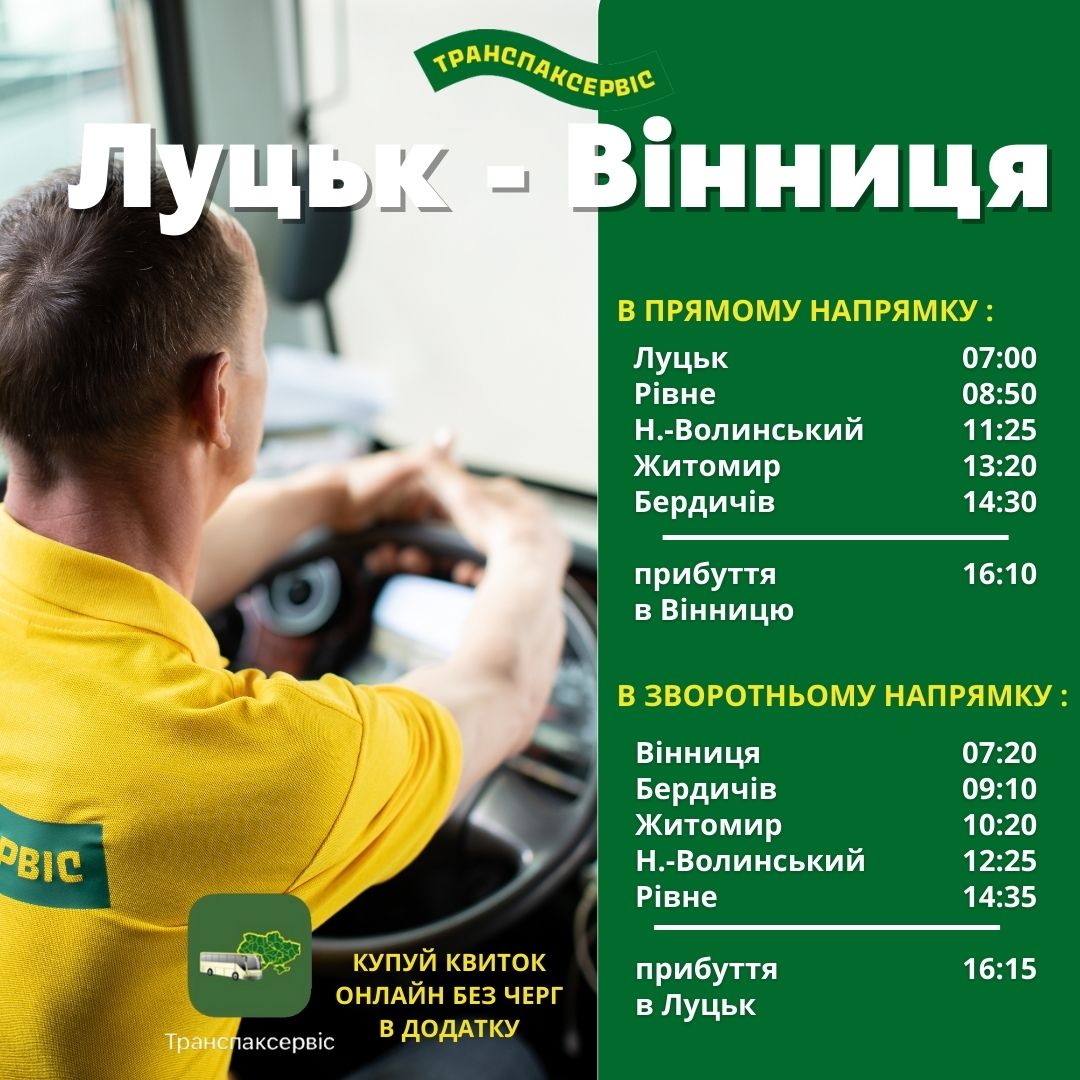 ТРАНСПАКСЕРВІС
Луцьк - Вінниця
В ПРЯМОМУ НАПРЯМКУ :
Луцьк 07:00
Рівне 08:50
Н.-Волинський 11:25
Житомир 13:20
Бердичів 14:30
прибуття 16:10
в Вінницю
В ЗВОРОТНЬОМУ НАПРЯМКУ :
Вінниця 07:20
Бердичів 09:10
Житомир 10:20
Н.-Волинський 12:25
Рівне 14:35
прибуття 16:15
в Луцьк
РВІС
КУПУЙ КВИТОК
ОНЛАЙН БЕЗ ЧЕРГ
В ДОДАТКУ
Транспаксервіс